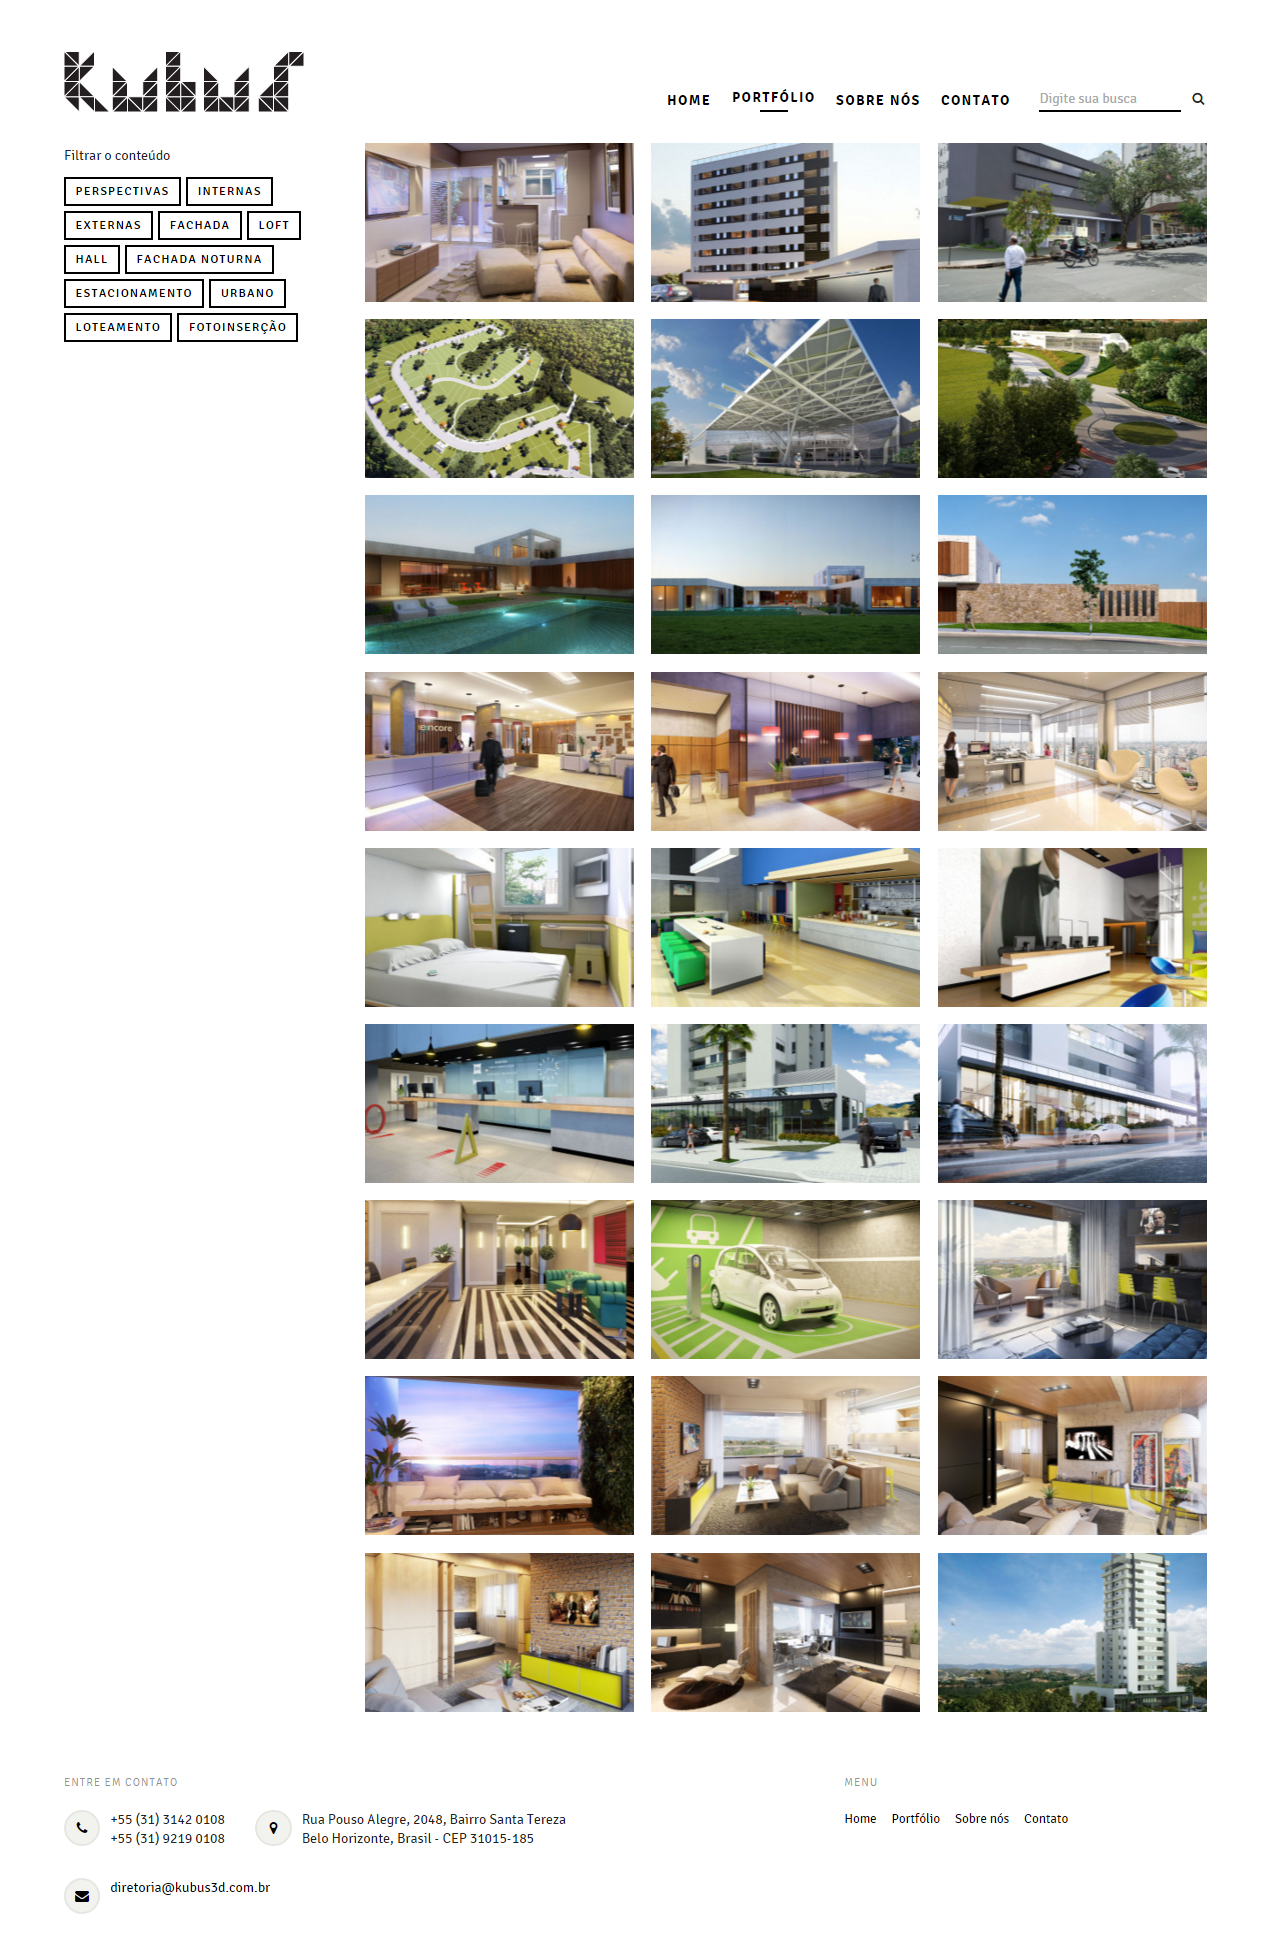 Kubus
HOME PORTFÓLIO SOBRE NÓS CONTATO Digite sua busca
Filtrar o conteúdo
PERSPECTIVAS INTERNAS
EXTERNAS FACHADA LOFT
HALL FACHADA NOTURNA
ESTACIONAMENTO URBANO
LOTEAMENTO FOTOINSERÇÃO
encore
ibis
ENTRE EM CONTATO
+55 (31) 3142 0108
+55 (31) 9219 0108
Rua Pouso Alegre, 2048, Bairro Santa Tereza
Belo Horizonte, Brasil - CEP 31015-185
diretoria@kubus3d.com.br
MENU
Home Portfólio Sobre nós Contato